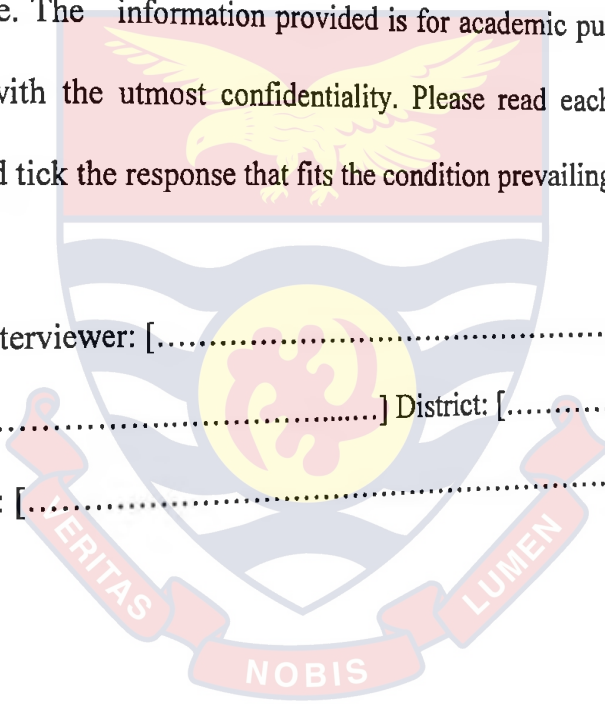 e. The information provided is for academic pu
with the utmost confidentiality. Please read each
d tick the response that fits the condition prevailing
terviewer: [..............................................................
.................................................] District: [..........
: [................................................................
VERITAS
NOBIS
LUMEN